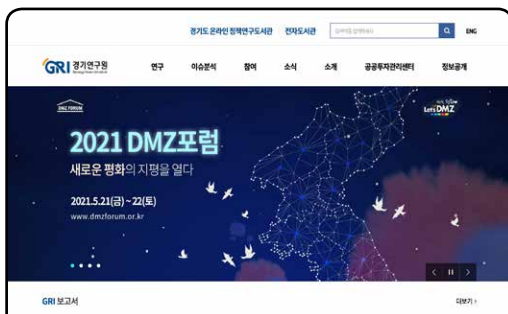 경기도 온라인 정책연구도서관 전자도서관 ENG
GRI 경기연구원
연구 이슈분석 참여 소식 소개 공공투자관리센터 정보공개
DMZ FORUM
Let's DMZ
2021 DMZ포럼
새로운 평화의 지평을 열다
2021.5.21(금) ~ 22(토)
www.dmzforum.or.kr
GRI 보고서 더보기 >